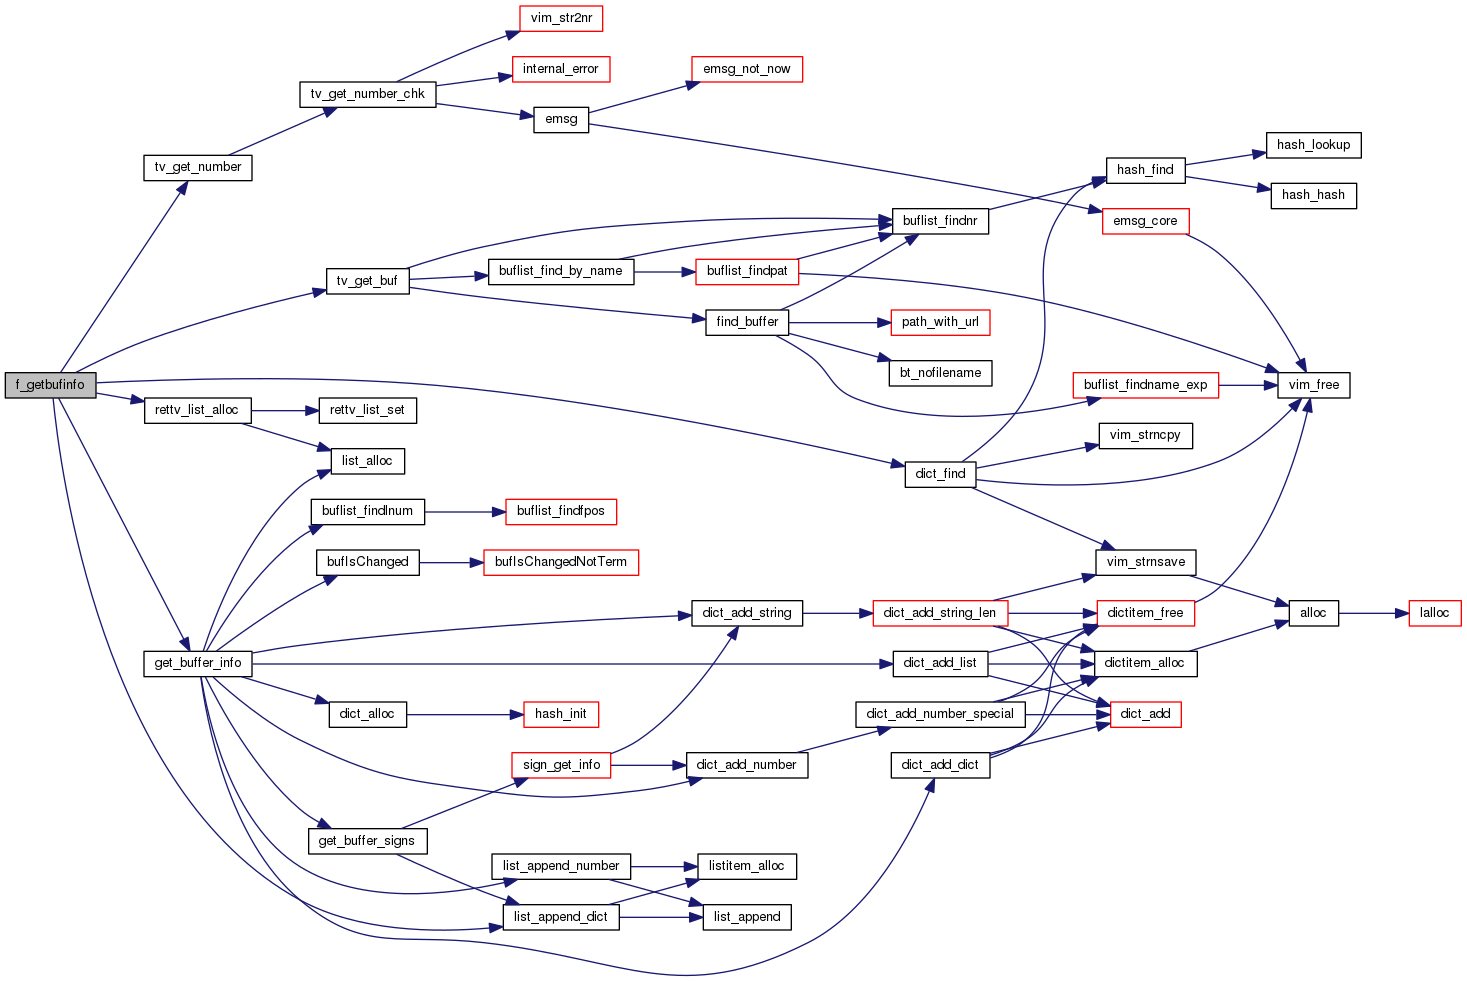 vim_str2nr
internal_error
emsg_not_now
tv_get_number_chk
emsg
hash_lookup
tv_get_number
hash_find
hash_hash
buflist_findnr
emsg_core
buflist_find_by_name
buflist_findpat
tv_get_buf
find_buffer
path_with_url
bt_nofilename
f_getbufinfo
buflist_findname_exp
vim_free
rettv_list_alloc
rettv_list_set
vim_strncpy
list_alloc
dict_find
buflist_findlnum
buflist_findfpos
bufIsChanged
bufIsChangedNotTerm
vim_strnsave
dict_add_string
dict_add_string_len
dictitem_free
alloc
lalloc
get_buffer_info
dict_add_list
dictitem_alloc
dict_alloc
hash_init
dict_add_number_special
dict_add
sign_get_info
dict_add_number
dict_add_dict
get_buffer_signs
list_append_number
listitem_alloc
list_append_dict
list_append